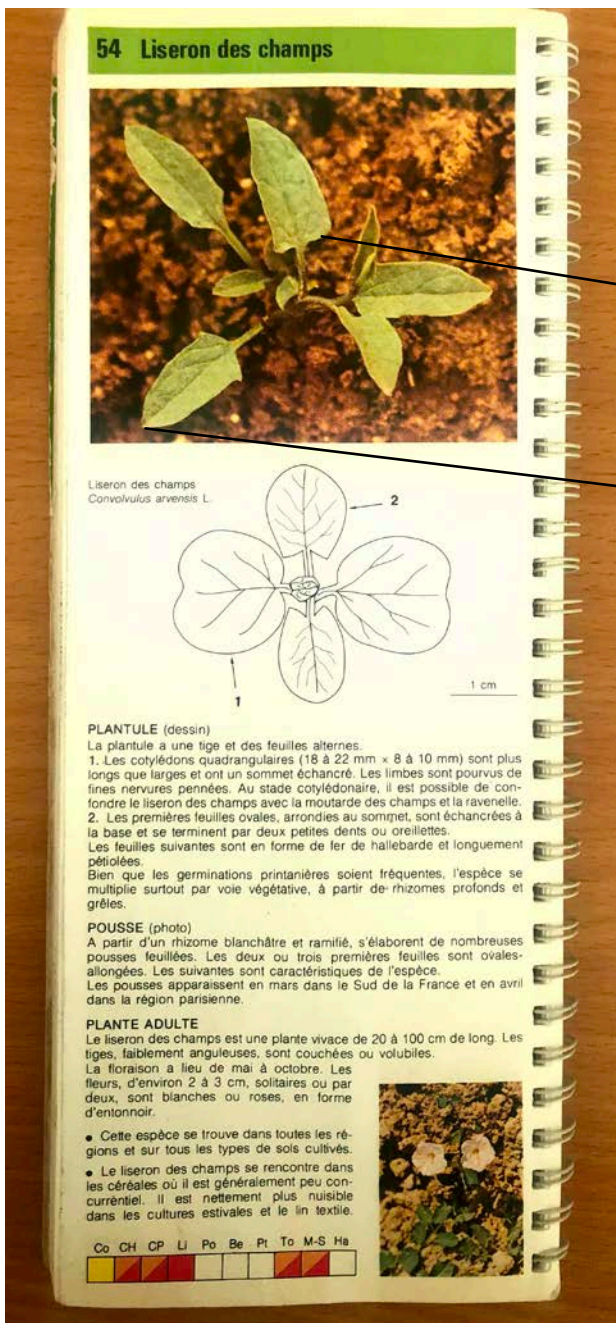 54 Liseron des champs
Liseron des champs
Convolvulus arvensis L.
2
1
1 cm
PLANTULE (dessin)
La plantule a une tige et des feuilles alternes.
1. Les cotylédons quadrangulaires (18 à 22 mm × 8 à 10 mm) sont plus
longs que larges et ont un sommet échancré. Les limbes sont pourvus de
fines nervures pennées. Au stade cotylédonaire, il est possible de con-
fondre le liseron des champs avec la moutarde des champs et la ravenelle.
2. Les premières feuilles ovales, arrondies au sommet, sont échancrées à
la base et se terminent par deux petites dents ou oreillettes.
Les feuilles suivantes sont en forme de fer de hallebarde et longuement
pétiolées.
Bien que les germinations printanières soient fréquentes, l'espèce se
multiplie surtout par voie végétative, à partir de rhizomes profonds et
grêles.
POUSSE (photo)
A partir d'un rhizome blanchâtre et ramifié, s'élaborent de nombreuses
pousses feuillées. Les deux ou trois premières feuilles sont ovales-
allongées. Les suivantes sont caractéristiques de l'espèce.
Les pousses apparaissent en mars dans le Sud de la France et en avril
dans la région parisienne.
PLANTE ADULTE
Le liseron des champs est une plante vivace de 20 à 100 cm de long. Les
tiges, faiblement anguleuses, sont couchées ou volubiles.
La floraison a lieu de mai à octobre. Les
fleurs, d'environ 2 à 3 cm, solitaires ou par
deux, sont blanches ou roses, en forme
d'entonnoir.
• Cette espèce se trouve dans toutes les ré-
gions et sur tous les types de sols cultivés.
• Le liseron des champs se rencontre dans
les céréales où il est généralement peu con-
currentiel. Il est nettement plus nuisible
dans les cultures estivales et le lin textile.
Co CH CP Li Po Be Pt To M-S Ha